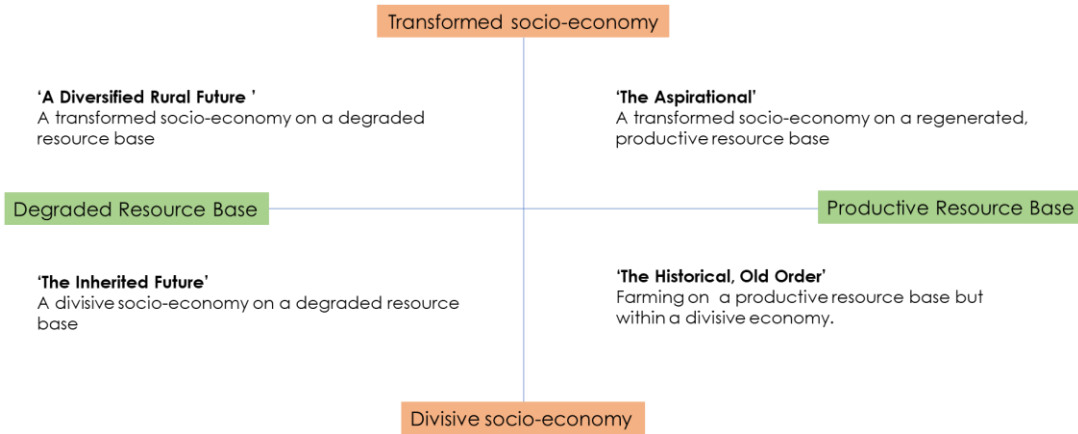 Transformed socio-economy
‘A Diversified Rural Future ’
A transformed socio-economy on a degraded
resource base
‘The Aspirational’
A transformed socio-economy on a regenerated,
productive resource base
Degraded Resource Base
Productive Resource Base
‘The Inherited Future’
A divisive socio-economy on a degraded resource
base
‘The Historical, Old Order’
Farming on  a productive resource base but
within a divisive economy.
Divisive socio-economy